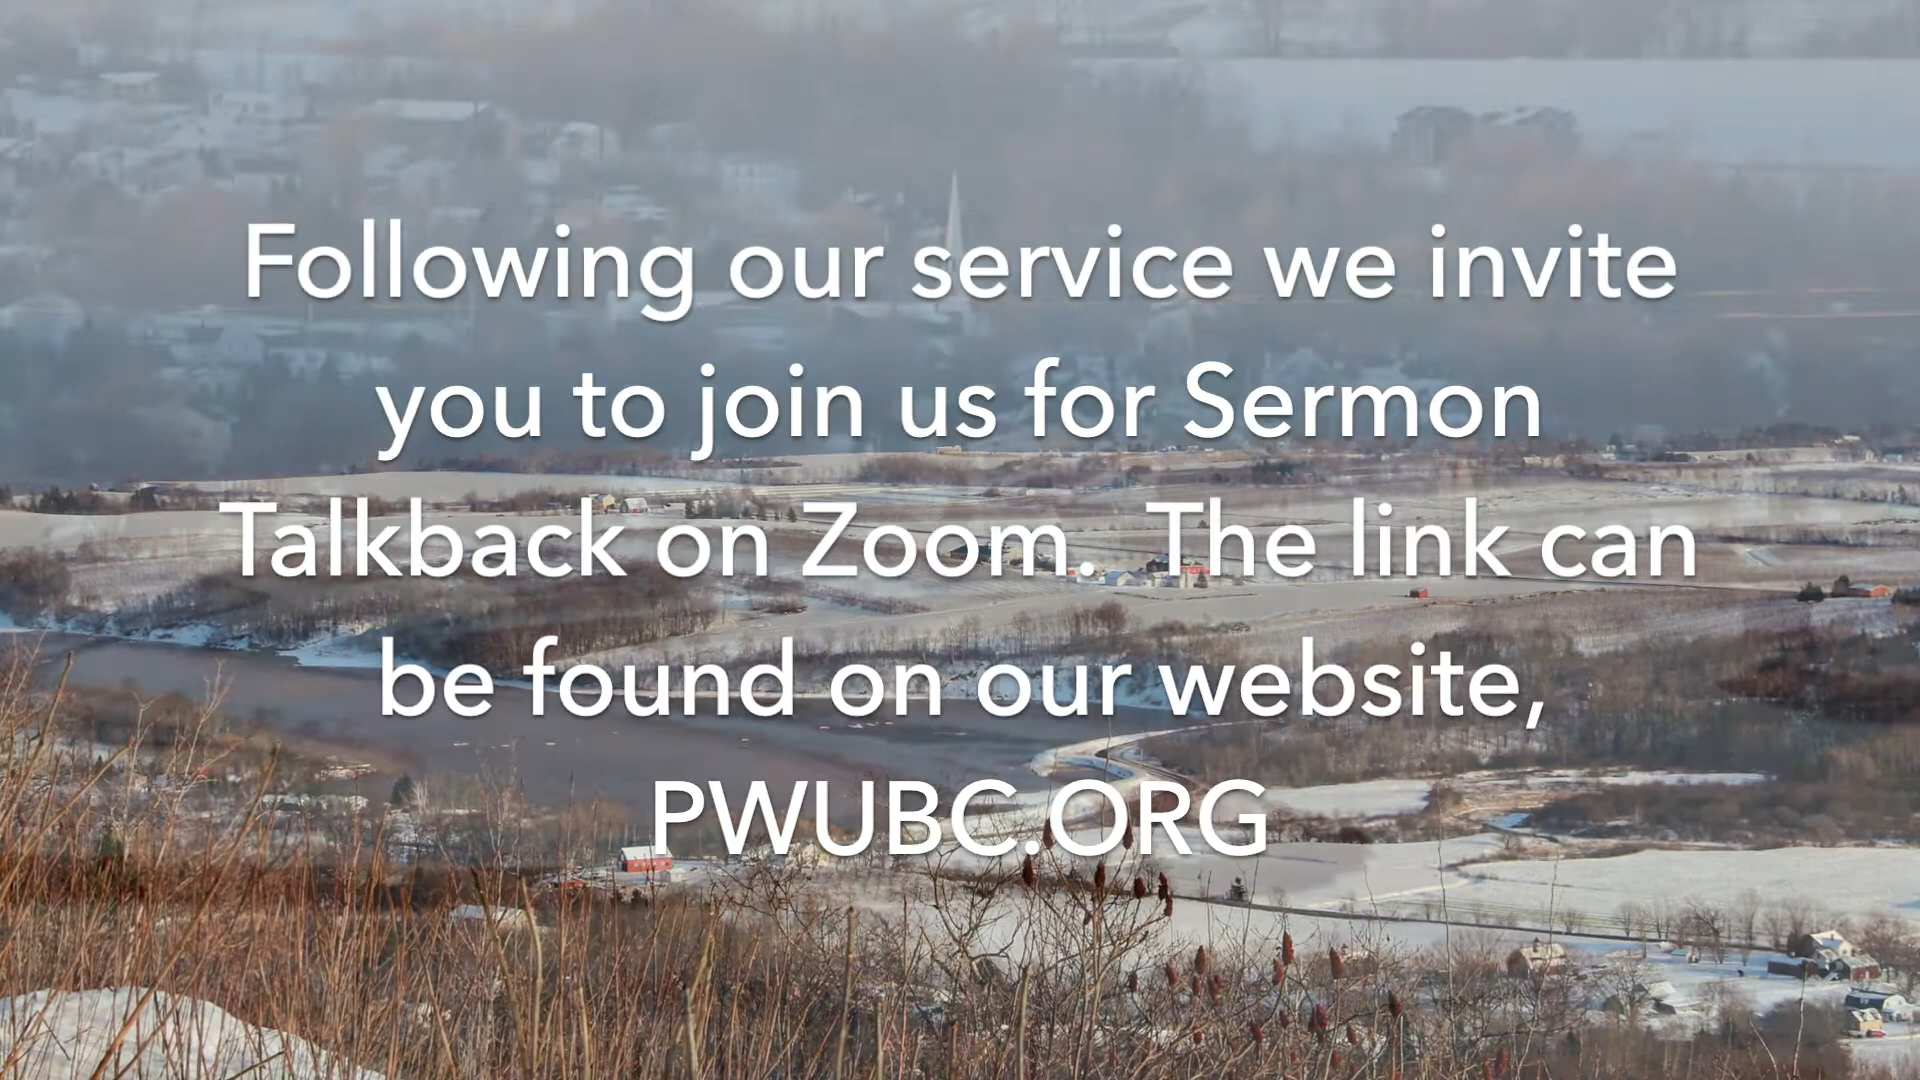 Following our service we invite
you to join us for Sermon
Talkback on Zoom. The link can
be found on our website,
PWUBC.ORG